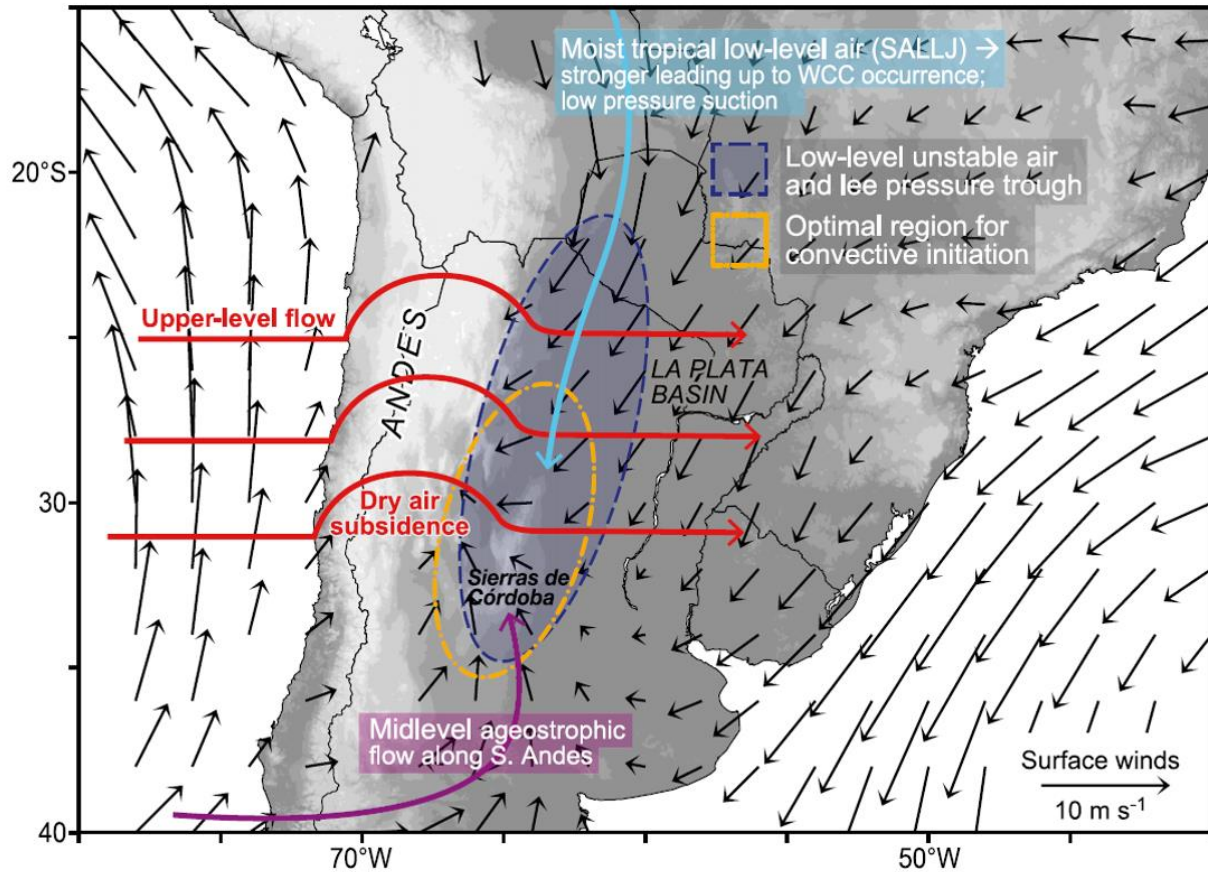 Moist tropical low-level air (SALLJ) →
stronger leading up to WCC occurrence;
low pressure suction
20°S
Low-level unstable air
and lee pressure trough
Optimal region for
convective initiation
Upper-level flow
ANDES
LA PLATA
BASIN
30
Dry air
subsidence
Sierras de
Córdoba
Midlevel ageostrophic
flow along S. Andes
Surface winds
10 m s⁻¹
40
70°W
50°W